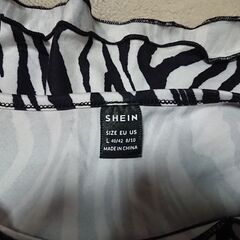 SHEIN
SIZE EU US
L 40/42 8/10
MADE IN CHINA